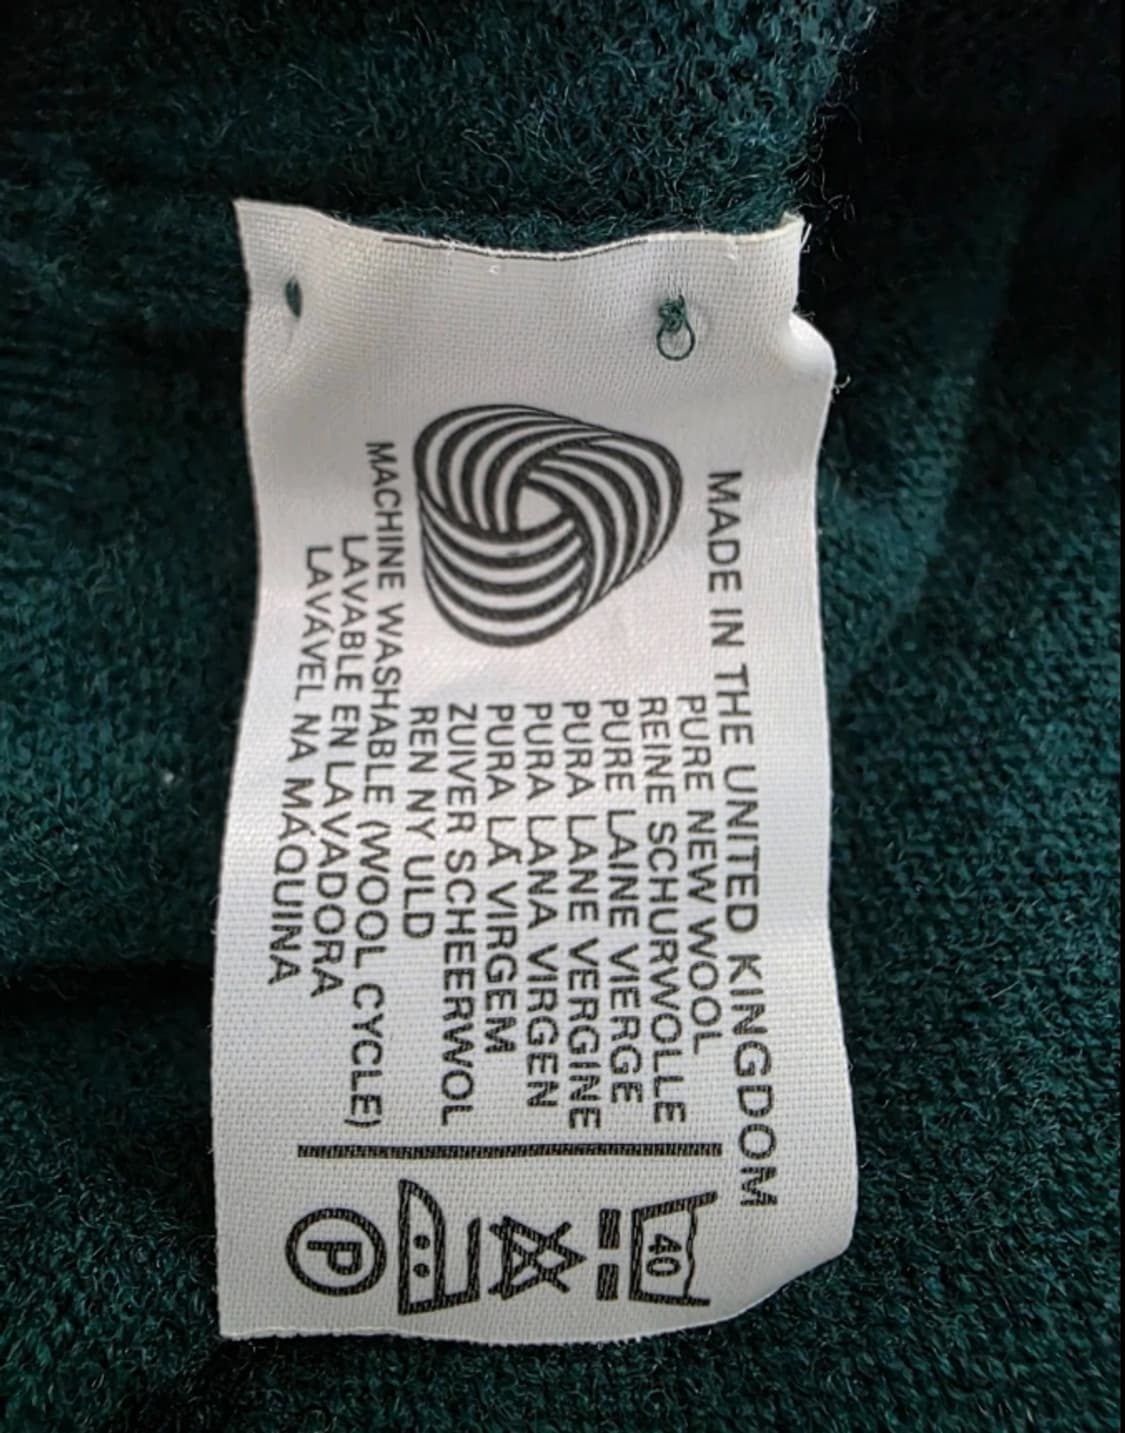 MADE IN THE UNITED KINGDOM
PURE NEW WOOL
REINE SCHURWOLLE
PURE LAINE VIERGE
PURA LANE VERGINE
PURA LANA VIRGEN
PURA LÃ VIRGEM
ZUIVER SCHEERWOL
REN NY ULD
MACHINE WASHABLE (WOOL CYCLE)
LAVABLE EN LAVADORA
LAVÁVEL NA MÁQUINA
40
P